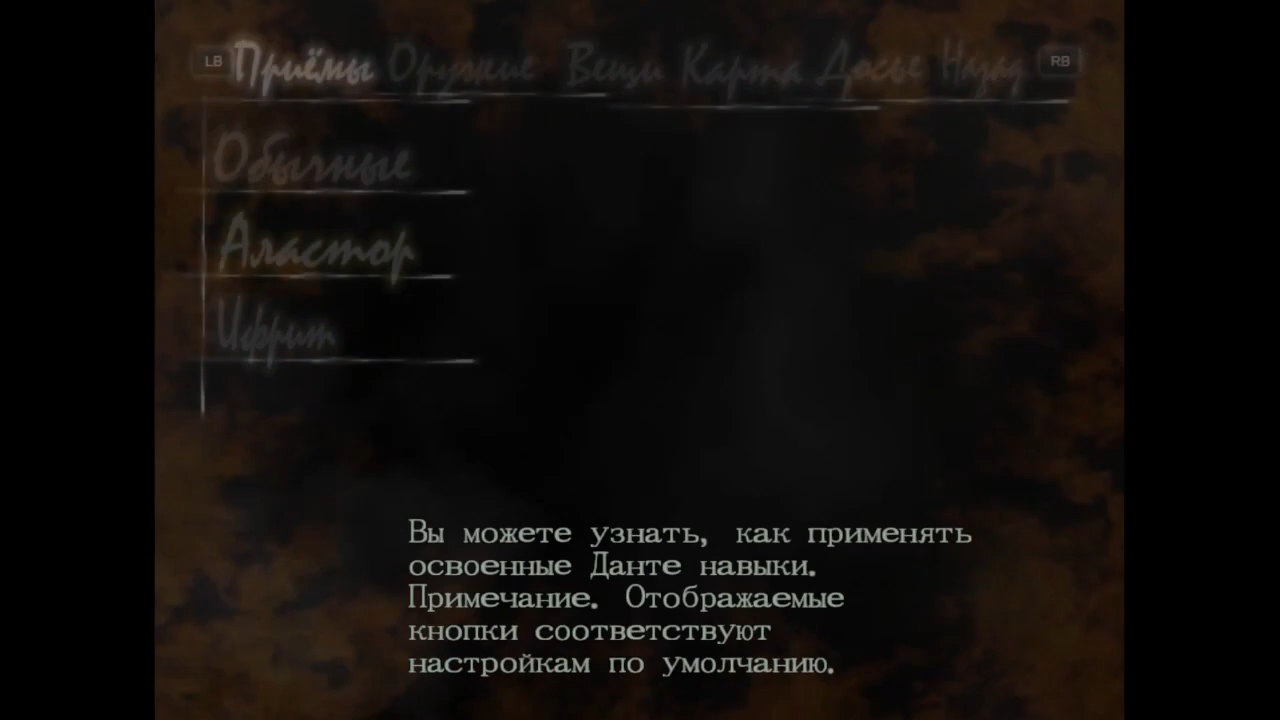 LB Приёмы Оружие Вещи Карта Досье Назад RB
Обычные
Аластор
Ифрит
Вы можете узнать, как применять
освоенные Данте навыки.
Примечание. Отображаемые
кнопки соответствуют
настройкам по умолчанию.